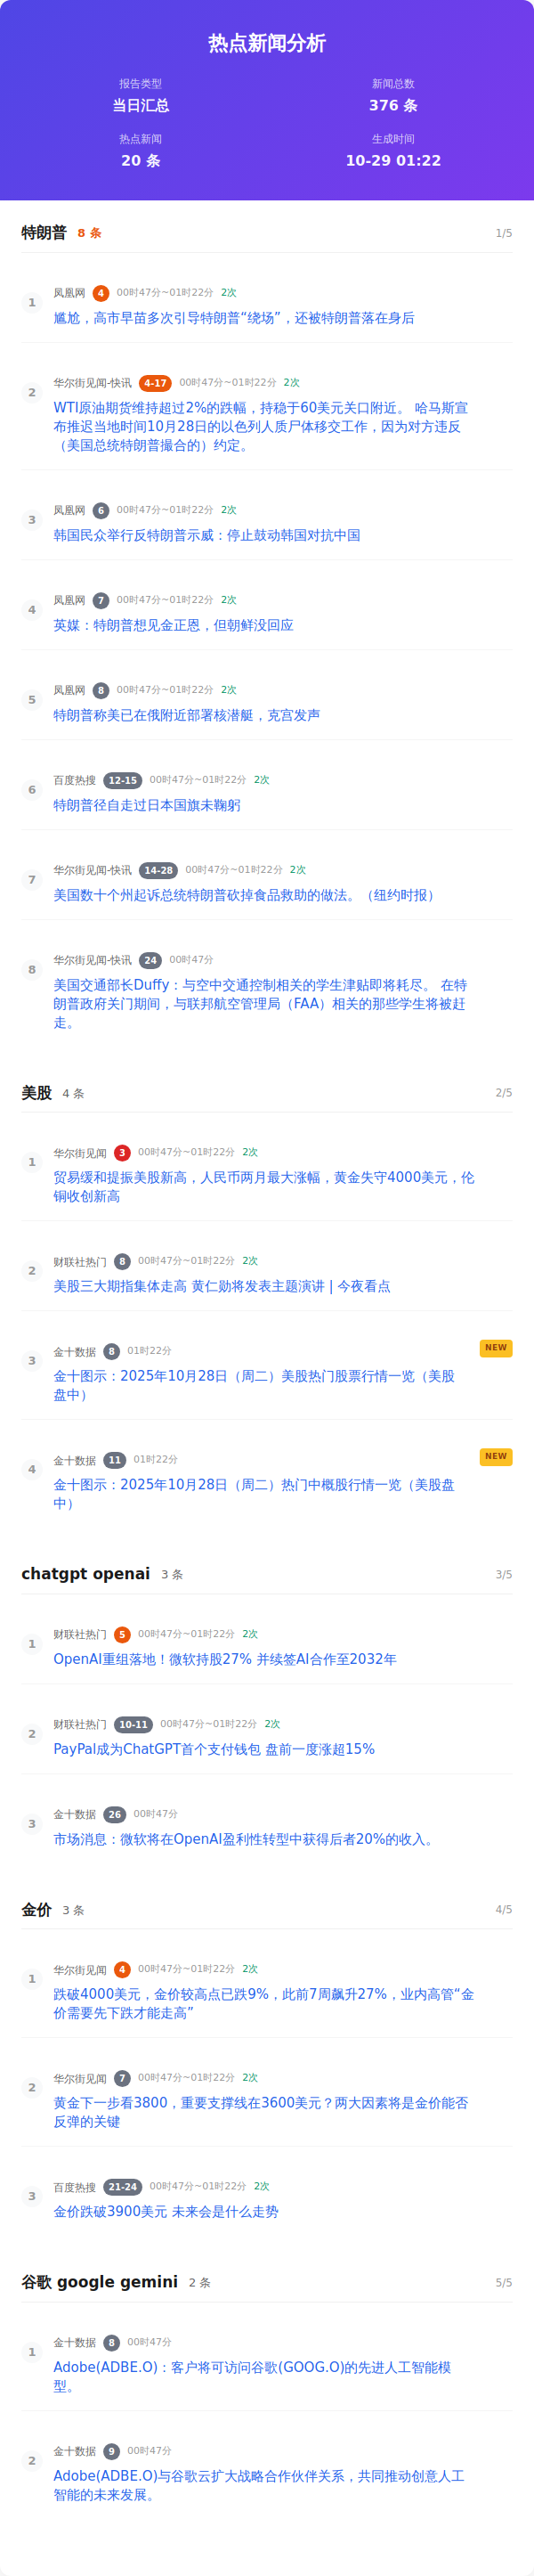 热点新闻分析
报告类型
新闻总数
当日汇总
376 条
热点新闻
生成时间
20 条
10-29 01:22
特朗普 8 条 1/5
1
凤凰网 4 00时47分~01时22分 2次
尴尬，高市早苗多次引导特朗普“绕场”，还被特朗普落在身后
2
华尔街见闻-快讯 4-17 00时47分~01时22分 2次
WTI原油期货维持超过2%的跌幅，持稳于60美元关口附近。 哈马斯宣
布推迟当地时间10月28日的以色列人质尸体移交工作，因为对方违反
（美国总统特朗普撮合的）约定。
3
凤凰网 6 00时47分~01时22分 2次
韩国民众举行反特朗普示威：停止鼓动韩国对抗中国
4
凤凰网 7 00时47分~01时22分 2次
英媒：特朗普想见金正恩，但朝鲜没回应
5
凤凰网 8 00时47分~01时22分 2次
特朗普称美已在俄附近部署核潜艇，克宫发声
6
百度热搜 12-15 00时47分~01时22分 2次
特朗普径自走过日本国旗未鞠躬
7
华尔街见闻-快讯 14-28 00时47分~01时22分 2次
美国数十个州起诉总统特朗普砍掉食品救助的做法。（纽约时报）
8
华尔街见闻-快讯 24 00时47分
美国交通部长Duffy：与空中交通控制相关的学生津贴即将耗尽。 在特
朗普政府关门期间，与联邦航空管理局（FAA）相关的那些学生将被赶
走。
美股 4 条 2/5
1
华尔街见闻 3 00时47分~01时22分 2次
贸易缓和提振美股新高，人民币两月最大涨幅，黄金失守4000美元，伦
铜收创新高
2
财联社热门 8 00时47分~01时22分 2次
美股三大期指集体走高 黄仁勋将发表主题演讲 | 今夜看点
3
金十数据 8 01时22分 NEW
金十图示：2025年10月28日（周二）美股热门股票行情一览（美股
盘中）
4
金十数据 11 01时22分 NEW
金十图示：2025年10月28日（周二）热门中概股行情一览（美股盘
中）
chatgpt openai 3 条 3/5
1
财联社热门 5 00时47分~01时22分 2次
OpenAI重组落地！微软持股27% 并续签AI合作至2032年
2
财联社热门 10-11 00时47分~01时22分 2次
PayPal成为ChatGPT首个支付钱包 盘前一度涨超15%
3
金十数据 26 00时47分
市场消息：微软将在OpenAI盈利性转型中获得后者20%的收入。
金价 3 条 4/5
1
华尔街见闻 4 00时47分~01时22分 2次
跌破4000美元，金价较高点已跌9%，此前7周飙升27%，业内高管“金
价需要先下跌才能走高”
2
华尔街见闻 7 00时47分~01时22分 2次
黄金下一步看3800，重要支撑线在3600美元？两大因素将是金价能否
反弹的关键
3
百度热搜 21-24 00时47分~01时22分 2次
金价跌破3900美元 未来会是什么走势
谷歌 google gemini 2 条 5/5
1
金十数据 8 00时47分
Adobe(ADBE.O)：客户将可访问谷歌(GOOG.O)的先进人工智能模
型。
2
金十数据 9 00时47分
Adobe(ADBE.O)与谷歌云扩大战略合作伙伴关系，共同推动创意人工
智能的未来发展。